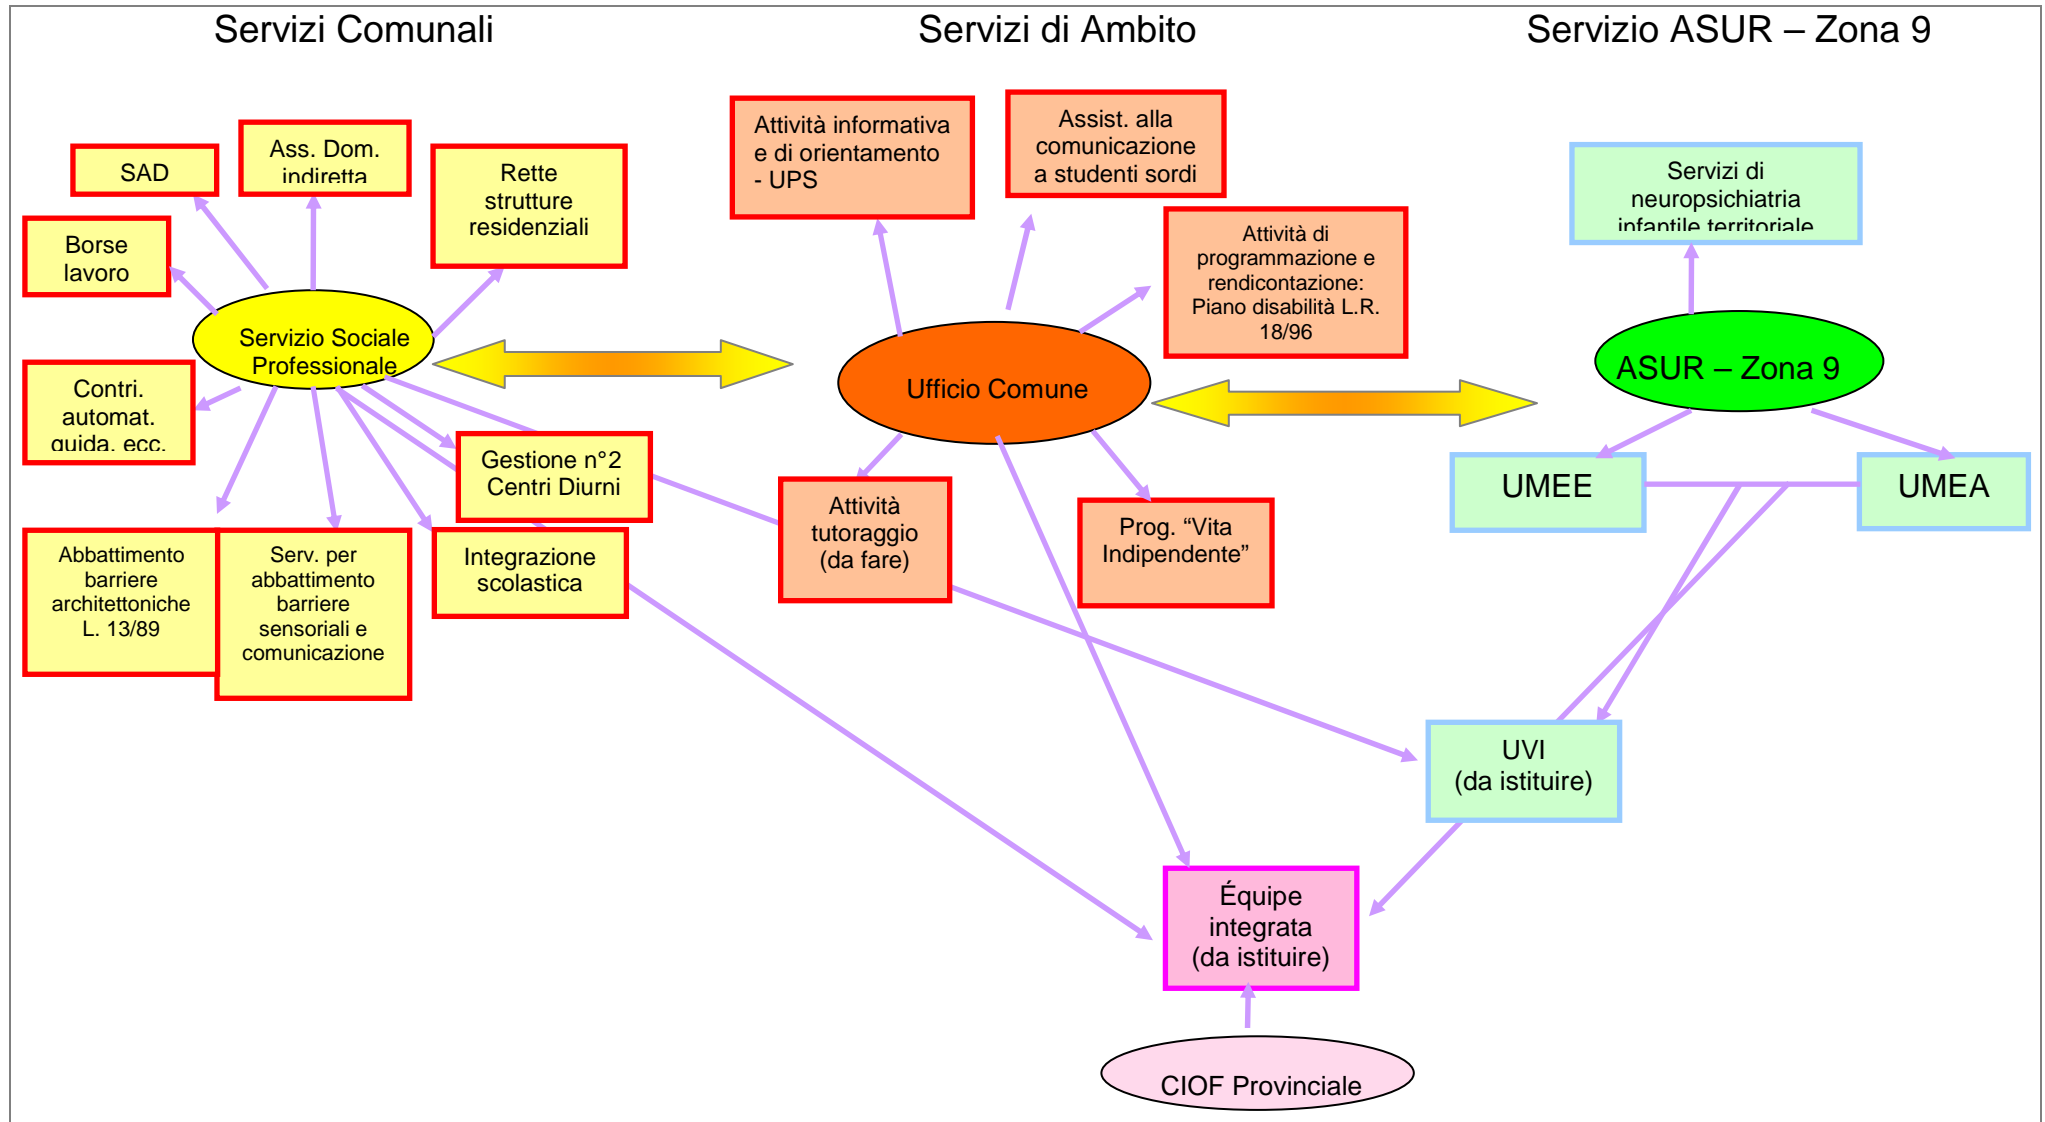 Servizi Comunali
Servizi di Ambito
Servizio ASUR – Zona 9
SAD
Ass. Dom.
indiretta
Rette
strutture
residenziali
Borse
lavoro
Servizio Sociale
Professionale
Contri.
automat.
guida, ecc.
Gestione n°2
Centri Diurni
Abbattimento
barriere
architettoniche
L. 13/89
Serv. per
abbattimento
barriere
sensoriali e
comunicazione
Integrazione
scolastica
Attività informativa
e di orientamento
- UPS
Assist. alla
comunicazione
a studenti sordi
Attività di
programmazione e
rendicontazione:
Piano disabilità L.R.
18/96
Ufficio Comune
Attività
tutoraggio
(da fare)
Prog. “Vita
Indipendente”
Servizi di
neuropsichiatria
infantile territoriale
ASUR – Zona 9
UMEE
UMEA
UVI
(da istituire)
Équipe
integrata
(da istituire)
CIOF Provinciale